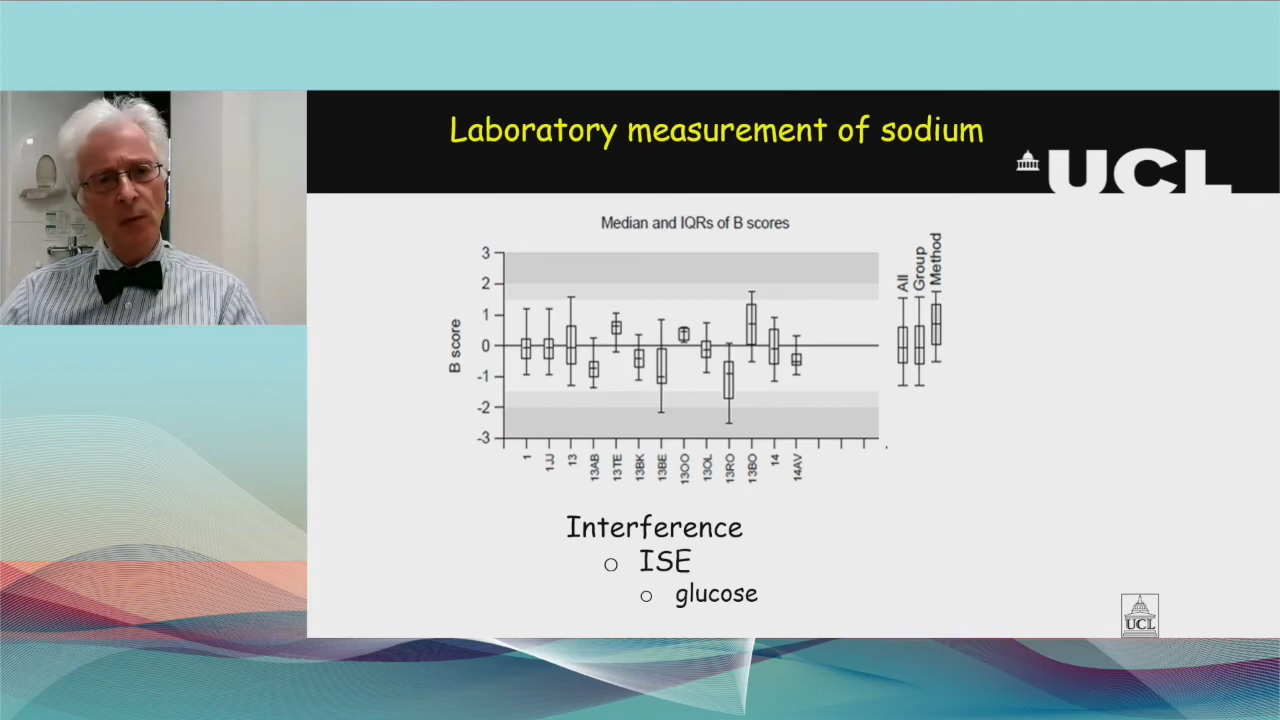 Laboratory measurement of sodium
UCL
Median and IQRs of B scores
3
2
1
0
-1
-2
-3
B score
1
1JJ
13
13AB
13TE
13BK
13BE
13OO
13OL
13RO
13BO
14
14AV
All
Group
Method
Interference
ISE
glucose
UCL